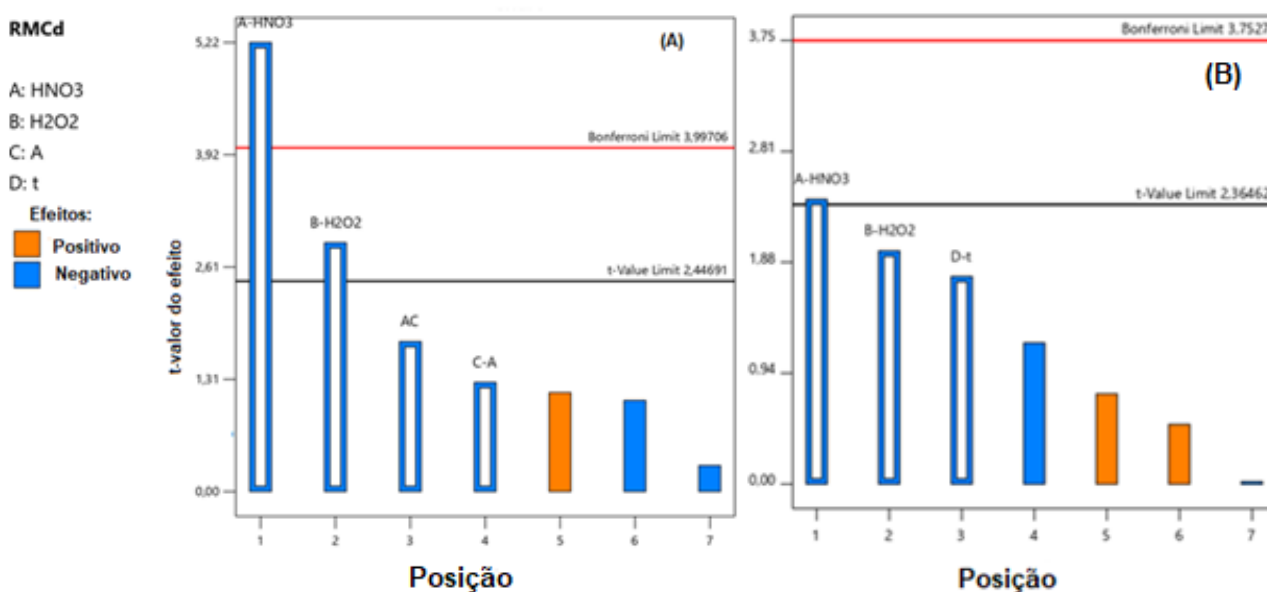 RMCd
A: HNO3
B: H2O2
C: A
D: t
Efeitos:
Positivo
Negativo
t-valor do efeito
5,22
3,92
2,61
1,31
0,00
A-HNO3
(A)
Bonferroni Limit 3,99706
B-H2O2
t-Value Limit 2,44691
AC
C-A
1 2 3 4 5 6 7
Posição
3,75
2,81
1,88
0,94
0,00
Bonferroni Limit 3,7527
(B)
A-HNO3
t-Value Limit 2,36462
B-H2O2
D-t
1 2 3 4 5 6 7
Posição